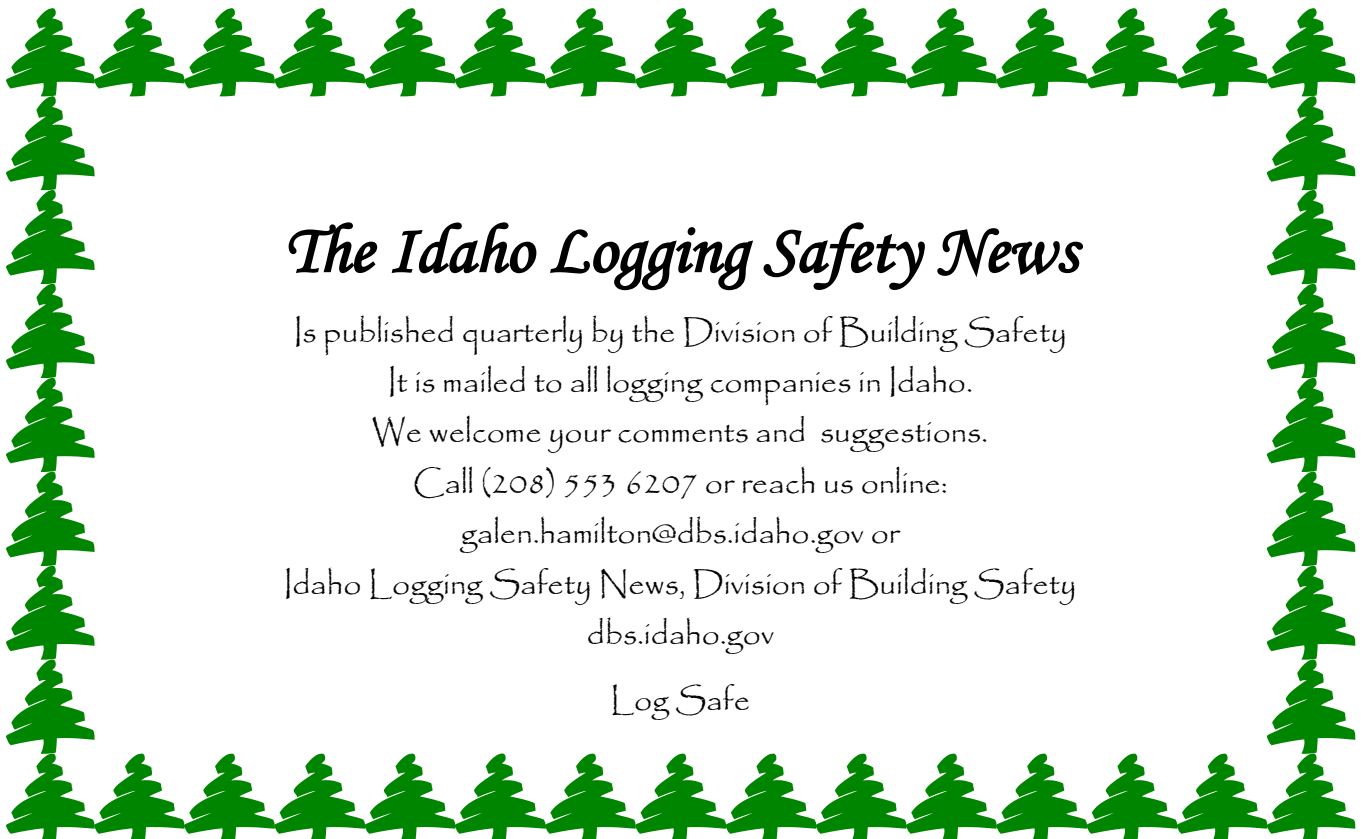 The Idaho Logging Safety News
Is published quarterly by the Division of Building Safety
It is mailed to all logging companies in Idaho.
We welcome your comments and  suggestions.
Call (208) 553 6207 or reach us online:
galen.hamilton@dbs.idaho.gov or
Idaho Logging Safety News, Division of Building Safety
dbs.idaho.gov
Log Safe